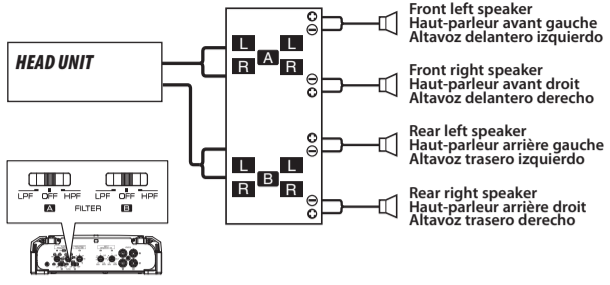 Front left speaker
Haut-parleur avant gauche
Altavoz delantero izquierdo
HEAD UNIT
L L
A
R R
Front right speaker
Haut-parleur avant droit
Altavoz delantero derecho
Rear left speaker
Haut-parleur arrière gauche
Altavoz trasero izquierdo
L L
B
R R
LPF OFF HPF LPF OFF HPF
A FILTER B
Rear right speaker
Haut-parleur arrière droit
Altavoz trasero derecho